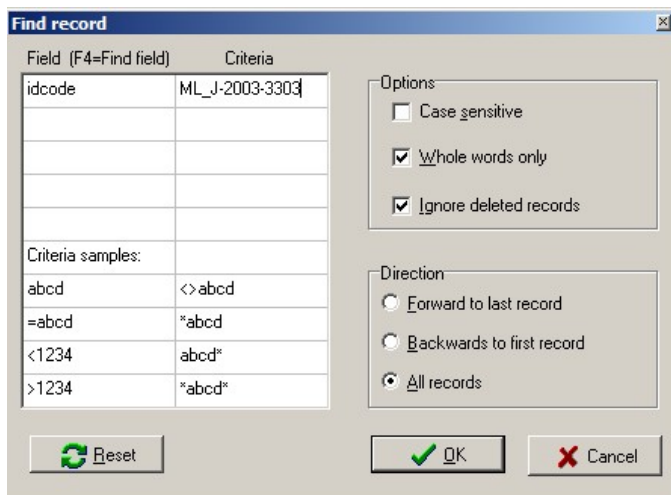 Find record
Field (F4=Find field) Criteria
idcode ML_J-2003-3303
Criteria samples:
abcd <>abcd
=abcd *abcd
<1234 abcd*
>1234 *abcd*
Options
Case sensitive
Whole words only
Ignore deleted records
Direction
Forward to last record
Backwards to first record
All records
Reset
OK
Cancel